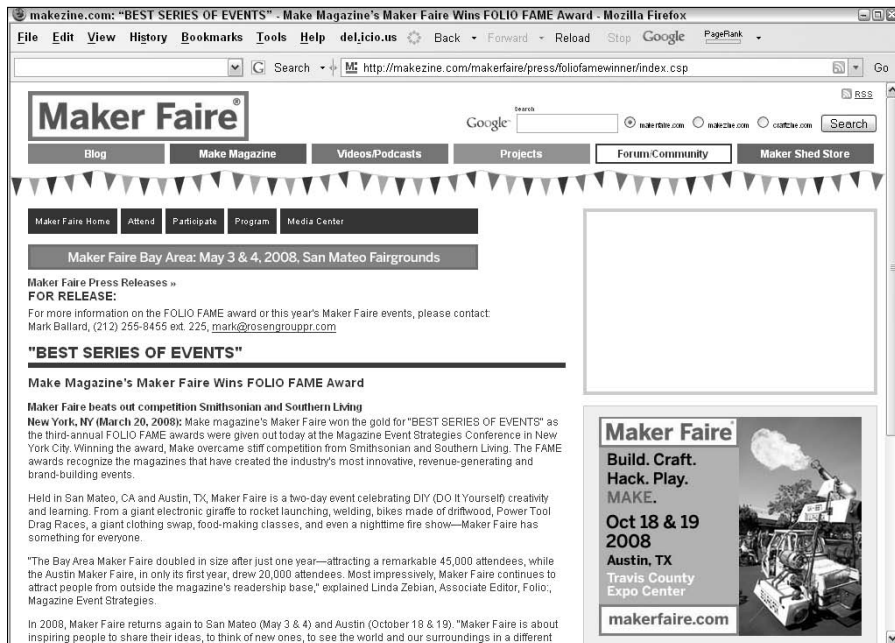 makezine.com: “BEST SERIES OF EVENTS” - Make Magazine's Maker Faire Wins FOLIO FAME Award - Mozilla Firefox
File Edit View History Bookmarks Tools Help del.icio.us Back Forward Reload Stop Google PageRank
G Search M: http://makezine.com/makerfaire/press/foliofamewinner/index.csp Go
RSS
Maker Faire®
Google Search makerfaire.com makezine.com craftzine.com Search
Blog Make Magazine Videos/Podcasts Projects Forum/Community Maker Shed Store
Maker Faire Home Attend Participate Program Media Center
Maker Faire Bay Area: May 3 & 4, 2008, San Mateo Fairgrounds
Maker Faire Press Releases »
FOR RELEASE:
For more information on the FOLIO FAME award or this year's Maker Faire events, please contact:
Mark Ballard, (212) 255-8455 ext. 225, mark@rosengrouppr.com
"BEST SERIES OF EVENTS"
Make Magazine's Maker Faire Wins FOLIO FAME Award
Maker Faire beats out competition Smithsonian and Southern Living
New York, NY (March 20, 2008): Make magazine's Maker Faire won the gold for "BEST SERIES OF EVENTS" as
the third-annual FOLIO FAME awards were given out today at the Magazine Event Strategies Conference in New
York City. Winning the award, Make overcame stiff competition from Smithsonian and Southern Living. The FAME
awards recognize the magazines that have created the industry's most innovative, revenue-generating and
brand-building events.
Held in San Mateo, CA and Austin, TX, Maker Faire is a two-day event celebrating DIY (DO It Yourself) creativity
and learning. From a giant electronic giraffe to rocket launching, welding, bikes made of driftwood, Power Tool
Drag Races, a giant clothing swap, food-making classes, and even a nighttime fire show—Maker Faire has
something for everyone.
"The Bay Area Maker Faire doubled in size after just one year—attracting a remarkable 45,000 attendees, while
the Austin Maker Faire, in only its first year, drew 20,000 attendees. Most impressively, Maker Faire continues to
attract people from outside the magazine's readership base," explained Linda Zebian, Associate Editor, Folio:,
Magazine Event Strategies.
In 2008, Maker Faire returns again to San Mateo (May 3 & 4) and Austin (October 18 & 19). "Maker Faire is about
inspiring people to share their ideas, to think of new ones, to see the world and our surroundings in a different
Maker Faire
Build. Craft.
Hack. Play.
MAKE.
Oct 18 & 19
2008
Austin, TX
Travis County
Expo Center
makerfaire.com